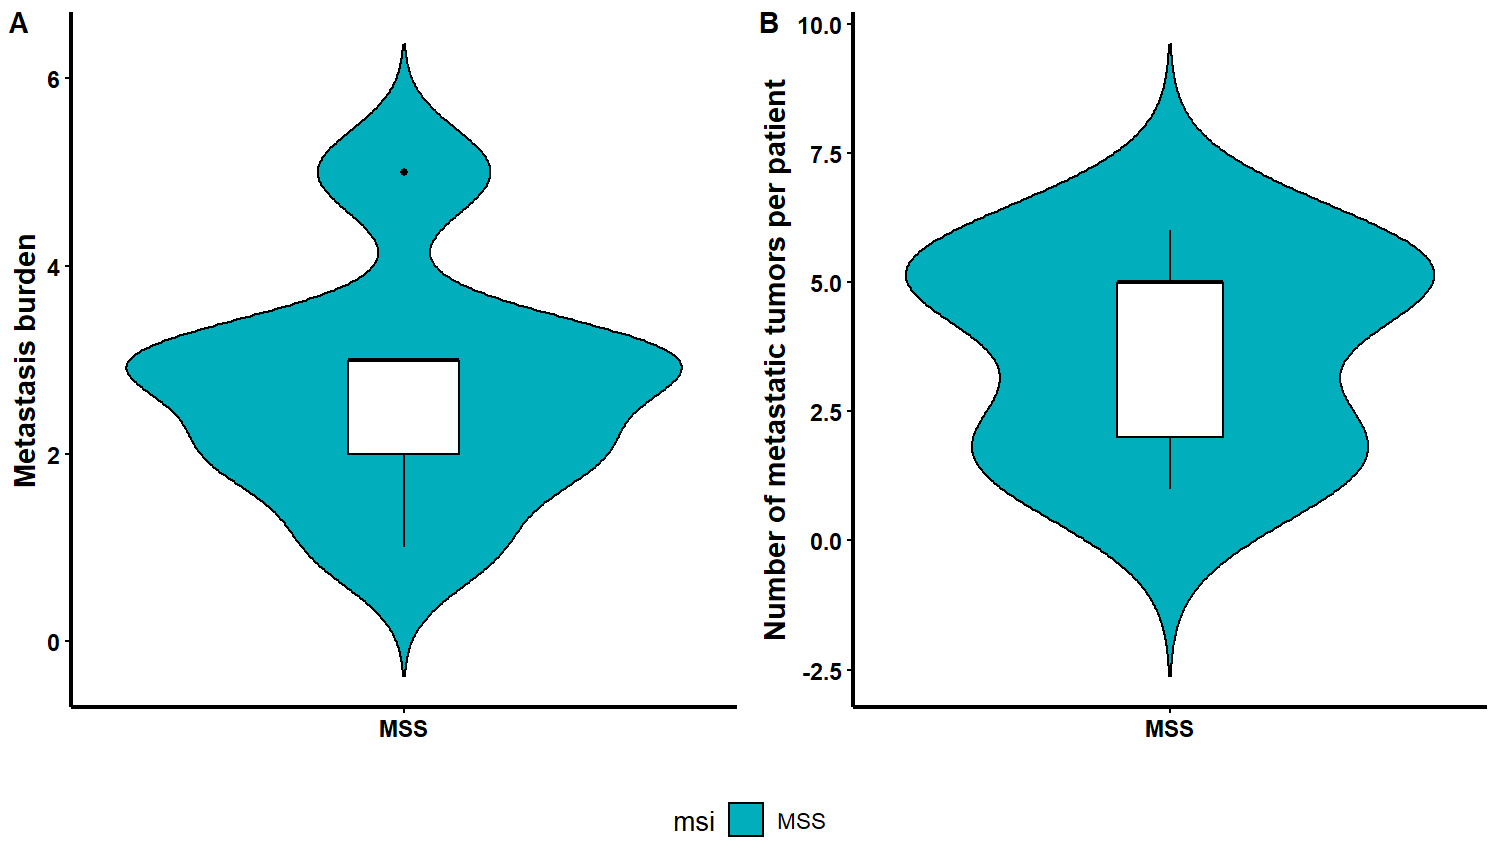 A
Metastasis burden
6
4
2
0
MSS
B
Number of metastatic tumors per patient
10.0
7.5
5.0
2.5
0.0
-2.5
MSS
msi MSS